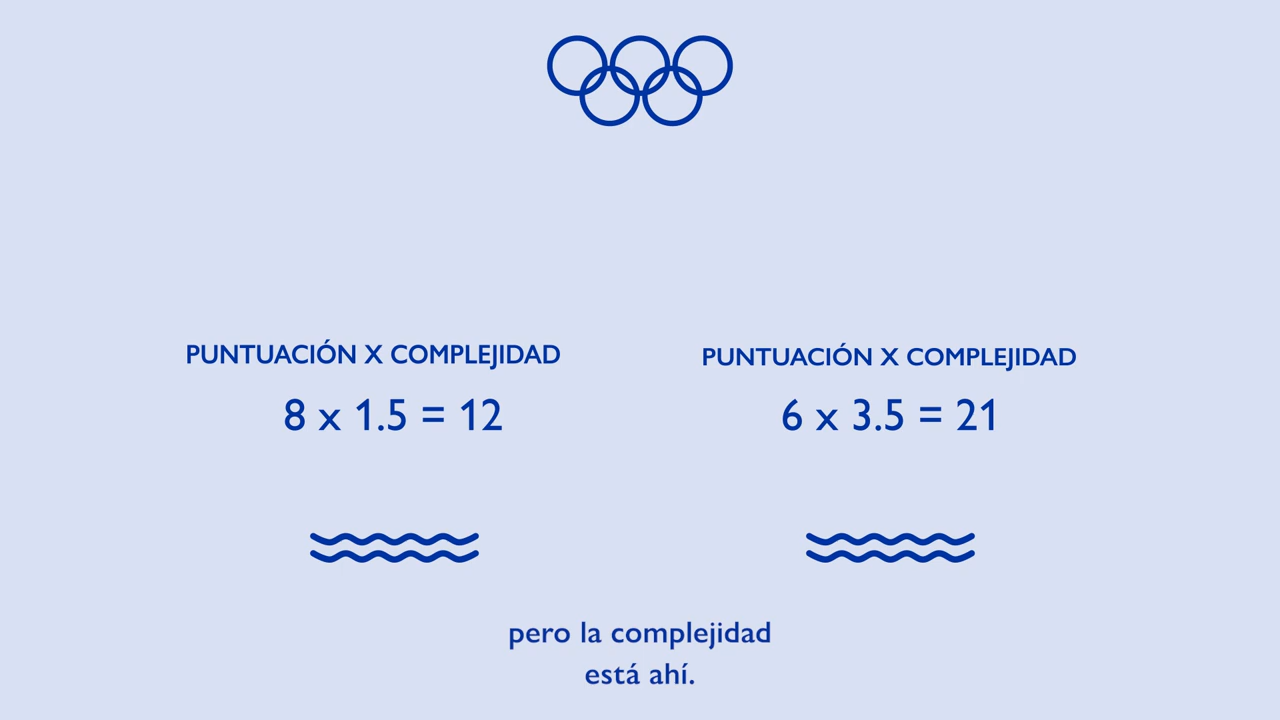 PUNTUACIÓN X COMPLEJIDAD
8 x 1.5 = 12
PUNTUACIÓN X COMPLEJIDAD
6 x 3.5 = 21
pero la complejidad
está ahí.